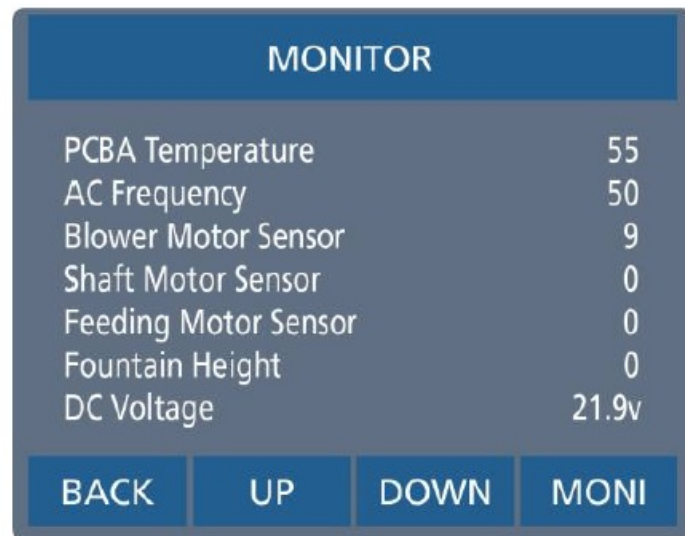 MONITOR
PCBA Temperature 55
AC Frequency 50
Blower Motor Sensor 9
Shaft Motor Sensor 0
Feeding Motor Sensor 0
Fountain Height 0
DC Voltage 21.9v
BACK UP DOWN MONI